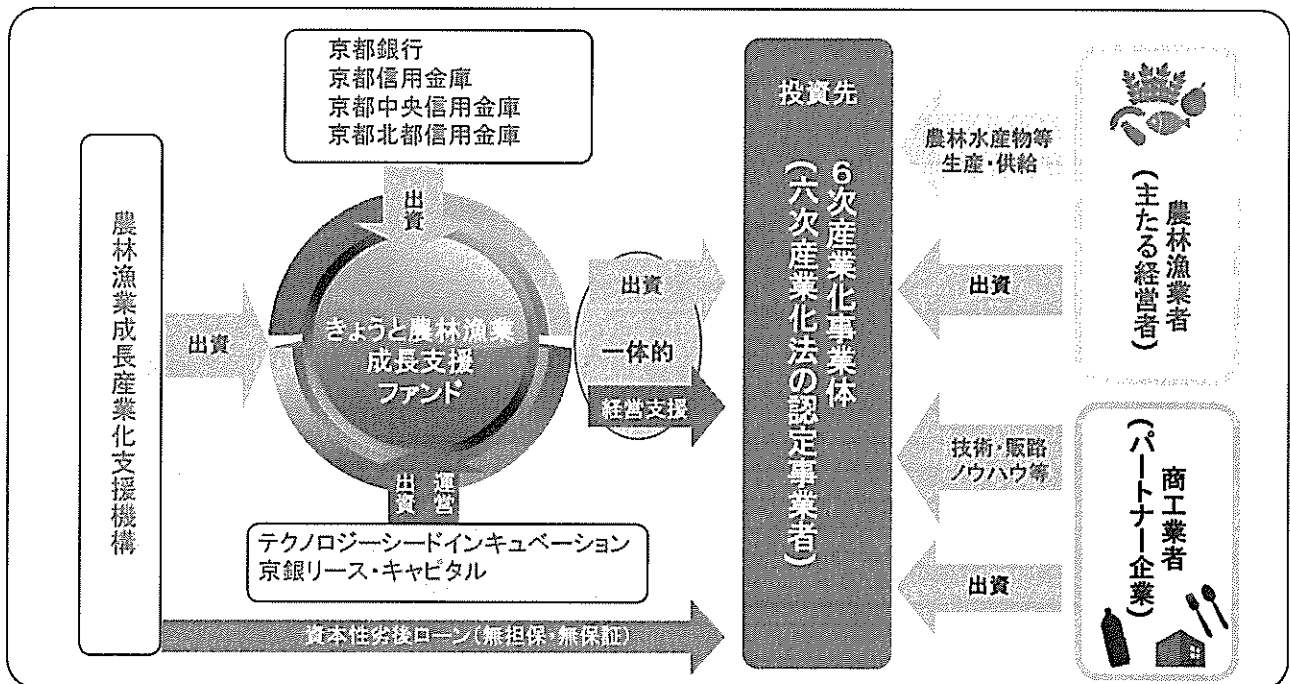 京都銀行
京都信用金庫
京都中央信用金庫
京都北都信用金庫
農林漁業成長産業化支援機構
出資
出資
きょうと農林漁業
成長支援
ファンド
出資
運営
テクノロジーシードインキュベーション
京銀リース・キャピタル
資本性劣後ローン(無担保・無保証)
出資
一体的
経営支援
投資先
6次産業化事業体
(六次産業化法の認定事業者)
農林水産物等
生産・供給
出資
技術・販路
ノウハウ等
出資
農林漁業者
(主たる経営者)
商工業者
(パートナー企業)